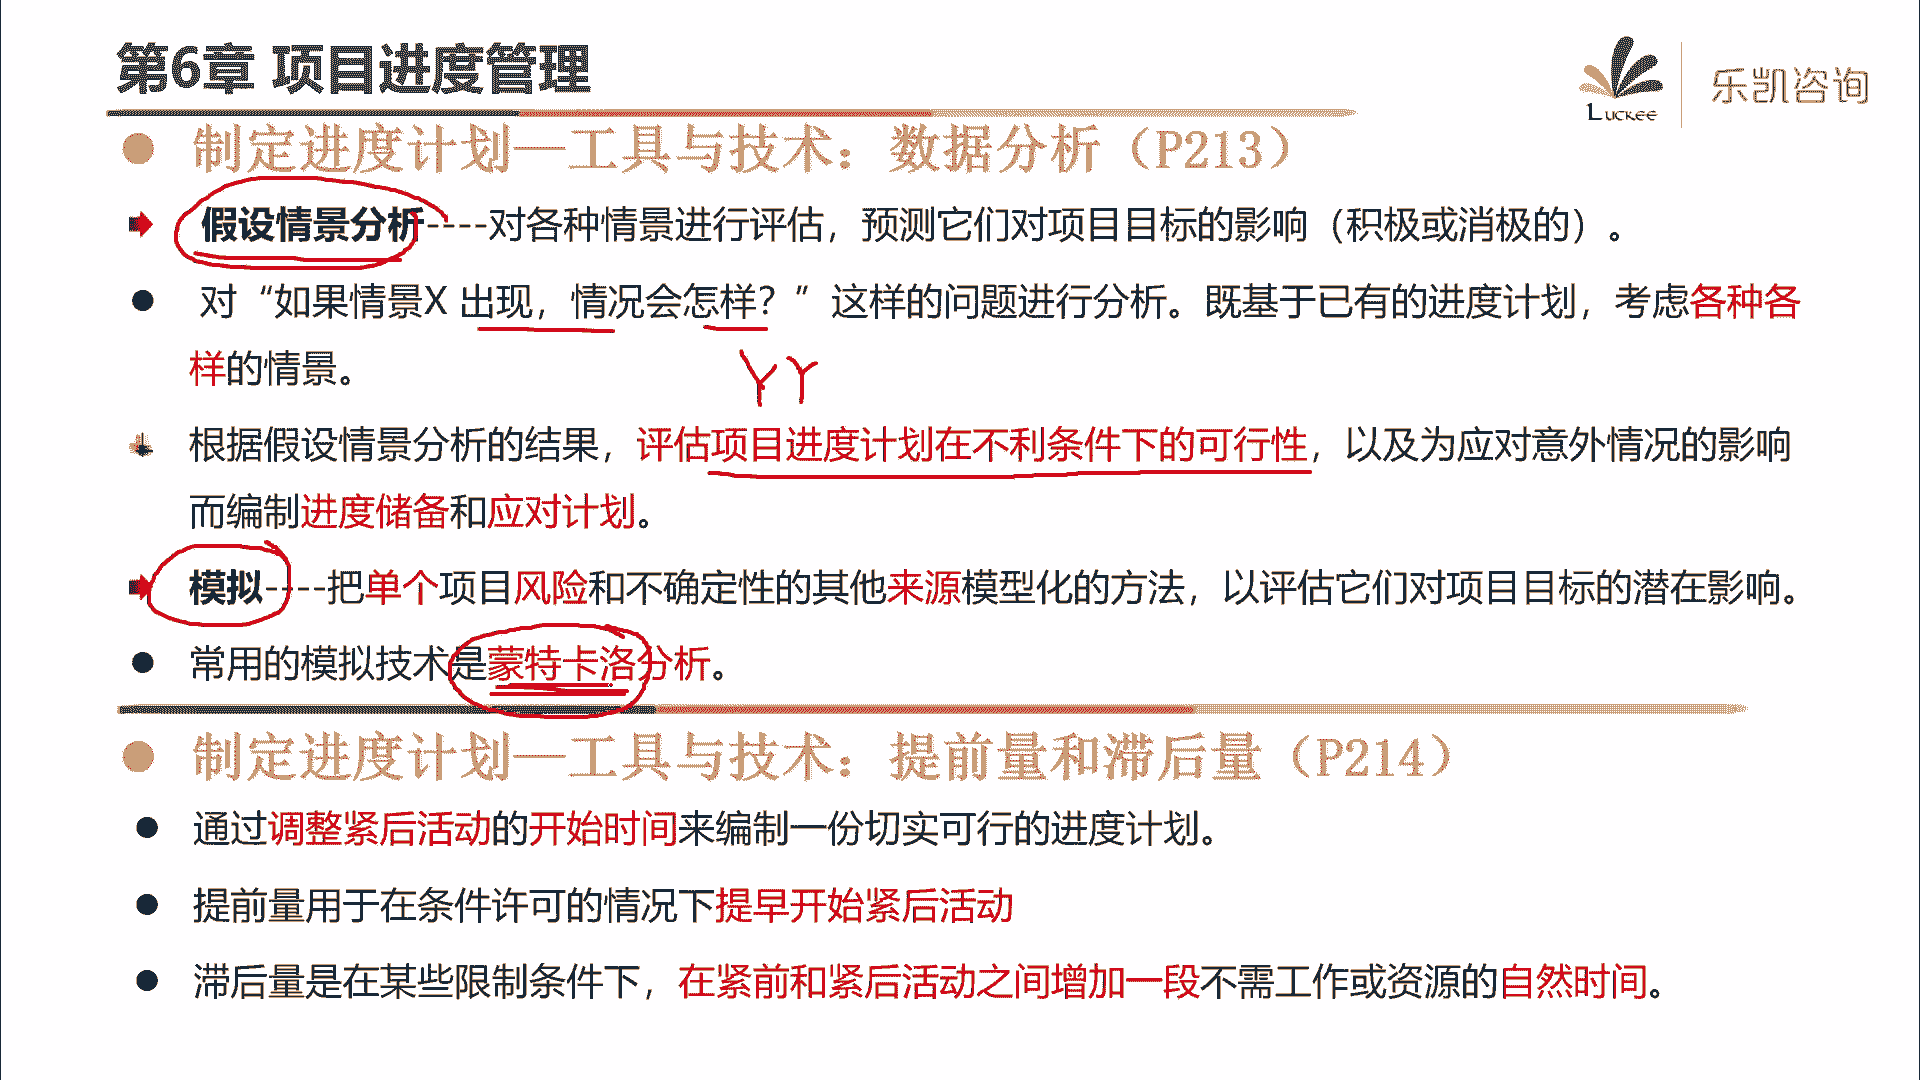 第6章 项目进度管理
LUCKEE
乐凯咨询
制定进度计划—工具与技术：数据分析（P213）
假设情景分析----对各种情景进行评估，预测它们对项目目标的影响（积极或消极的）。
对“如果情景X 出现，情况会怎样？”这样的问题进行分析。既基于已有的进度计划，考虑各种各
样的情景。
YY
根据假设情景分析的结果，评估项目进度计划在不利条件下的可行性，以及为应对意外情况的影响
而编制进度储备和应对计划。
模拟----把单个项目风险和不确定性的其他来源模型化的方法，以评估它们对项目目标的潜在影响。
常用的模拟技术是蒙特卡洛分析。
制定进度计划—工具与技术：提前量和滞后量（P214）
通过调整紧后活动的开始时间来编制一份切实可行的进度计划。
提前量用于在条件许可的情况下提早开始紧后活动
滞后量是在某些限制条件下，在紧前和紧后活动之间增加一段不需工作或资源的自然时间。